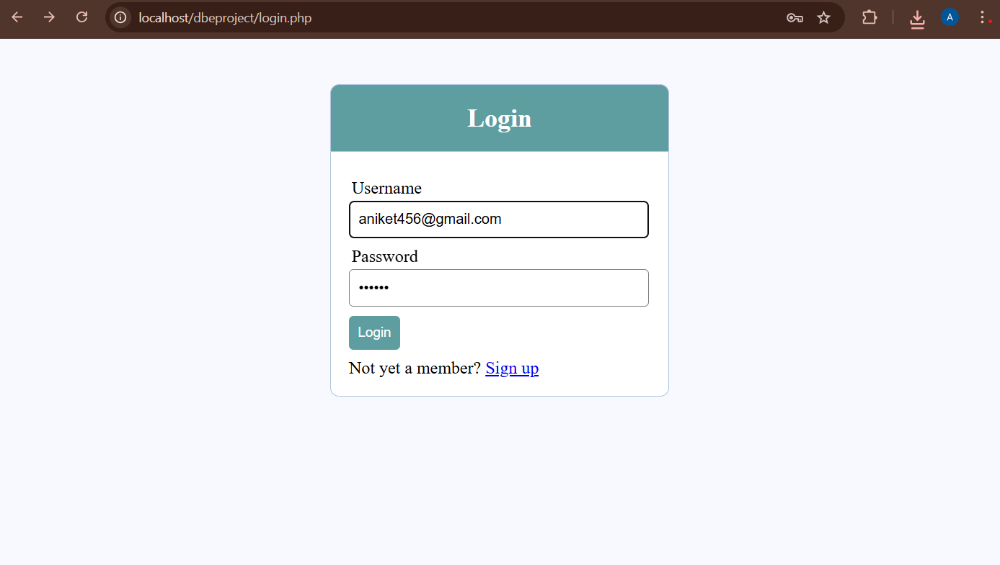 localhost/dbeproject/login.php
A
Login
Username
aniket456@gmail.com
Password
••••••
Login
Not yet a member? Sign up